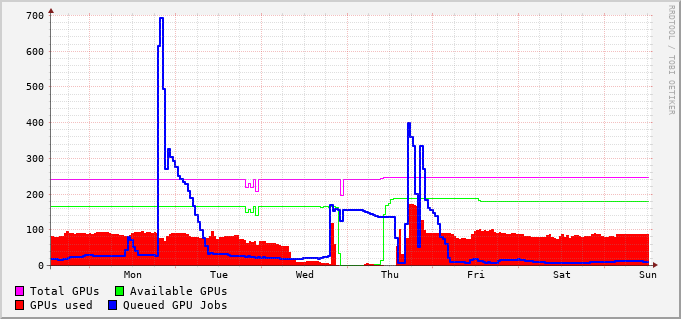 700
600
500
400
300
200
100
0
Mon Tue Wed Thu Fri Sat Sun
Total GPUs Available GPUs
GPUs used Queued GPU Jobs
RRDTOOL / TOBI OETIKER